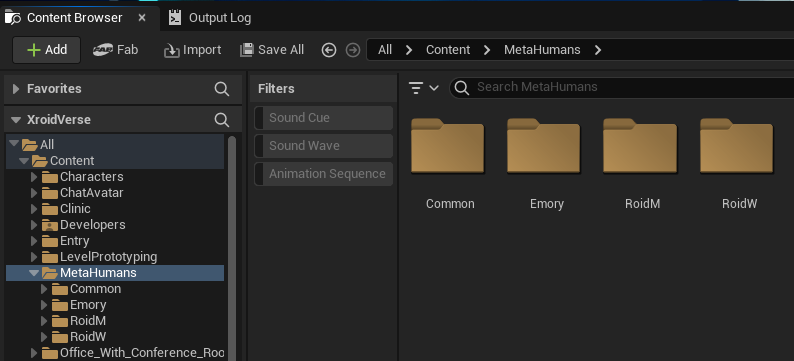 Content Browser
Output Log
Add
Fab
Import
Save All
All > Content > MetaHumans >
Favorites
XroidVerse
All
Content
Characters
ChatAvatar
Clinic
Developers
Entry
LevelPrototyping
MetaHumans
Common
Emory
RoidM
RoidW
Office_With_Conference_Roo
Filters
Sound Cue
Sound Wave
Animation Sequence
Search MetaHumans
Common
Emory
RoidM
RoidW